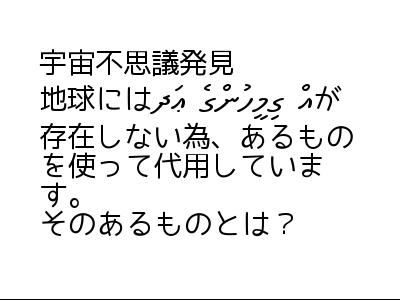 宇宙不思議発見
地球にはއް ގިމީހުންގެ ޢަދަが
存在しない為、あるもの
を使って代用していま
す。
そのあるものとは？